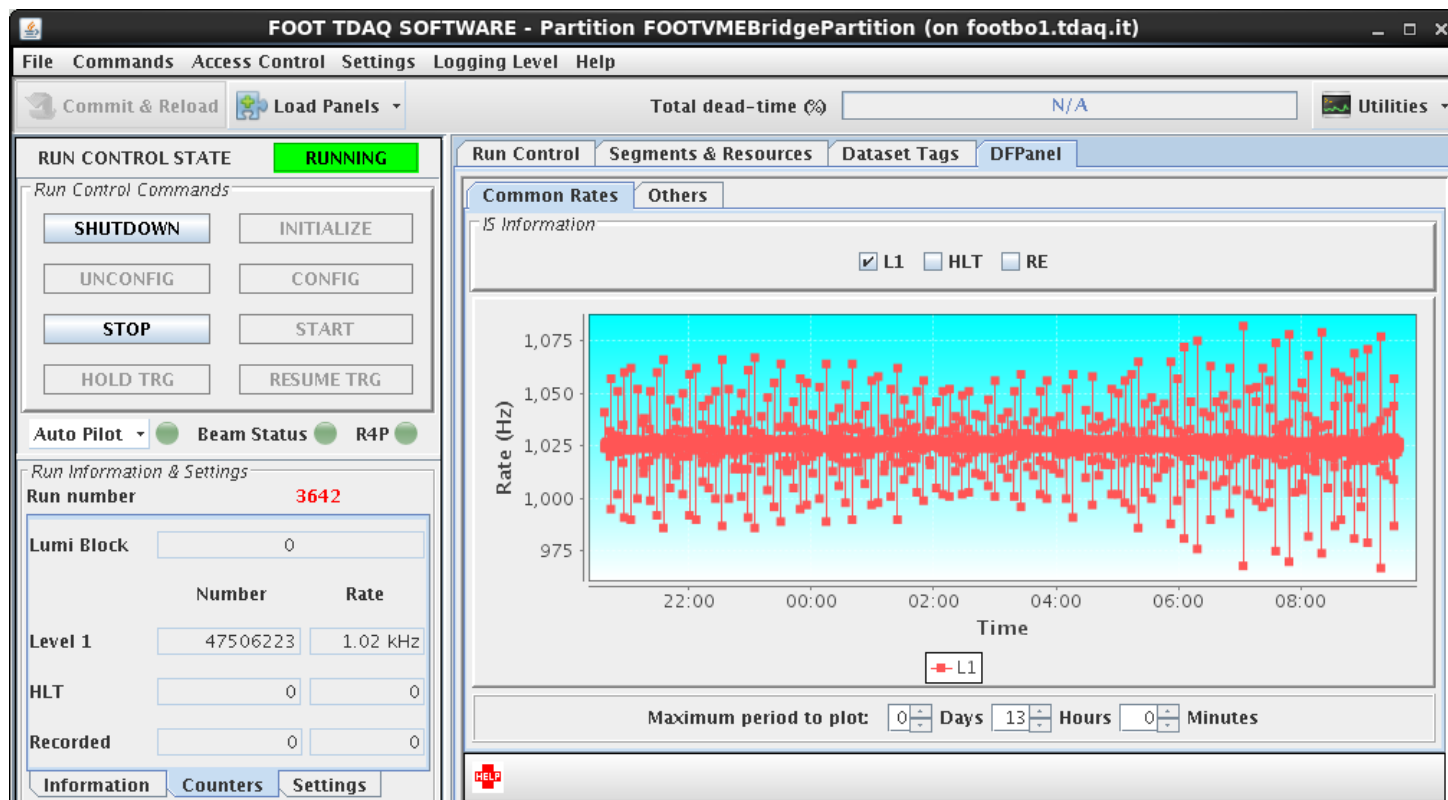 FOOT TDAQ SOFTWARE - Partition FOOTVMEBridgePartition (on footbo1.tdaq.it)
File Commands Access Control Settings Logging Level Help
Commit & Reload Load Panels Total dead-time (%) N/A Utilities
RUN CONTROL STATE RUNNING
Run Control Commands
SHUTDOWN INITIALIZE
UNCONFIG CONFIG
STOP START
HOLD TRG RESUME TRG
Auto Pilot Beam Status R4P
Run Information & Settings
Run number 3642
Lumi Block 0
Number Rate
Level 1 47506223 1.02 kHz
HLT 0 0
Recorded 0 0
Information Counters Settings
Run Control Segments & Resources Dataset Tags DFPanel
Common Rates Others
IS Information
L1 HLT RE
Rate (Hz)
1,075
1,050
1,025
1,000
975
22:00 00:00 02:00 04:00 06:00 08:00
Time
L1
Maximum period to plot: 0 Days 13 Hours 0 Minutes
HELP